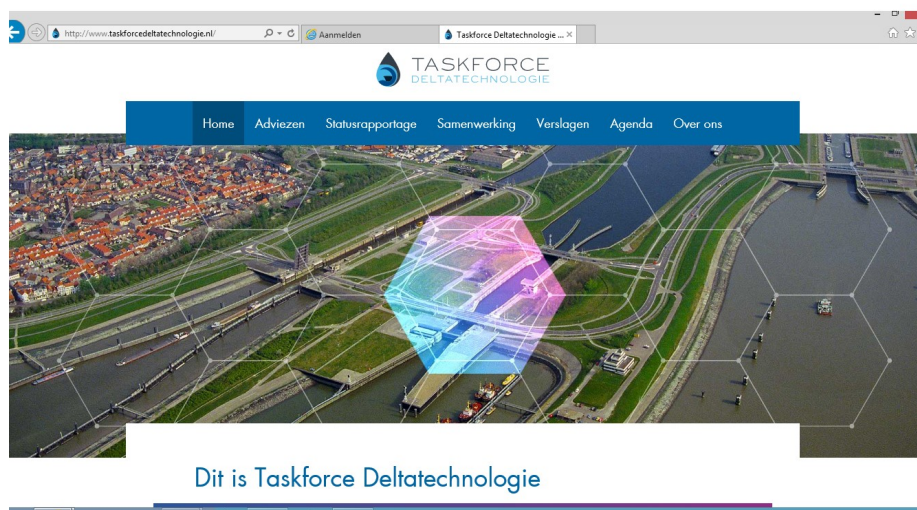 http://www.taskforcedeltatechnologie.nl/
Aanmelden
Taskforce Deltatechnologie ...
TASKFORCE
DELTATECHNOLOGIE
Home Adviezen Statusrapportage Samenwerking Verslagen Agenda Over ons
Dit is Taskforce Deltatechnologie